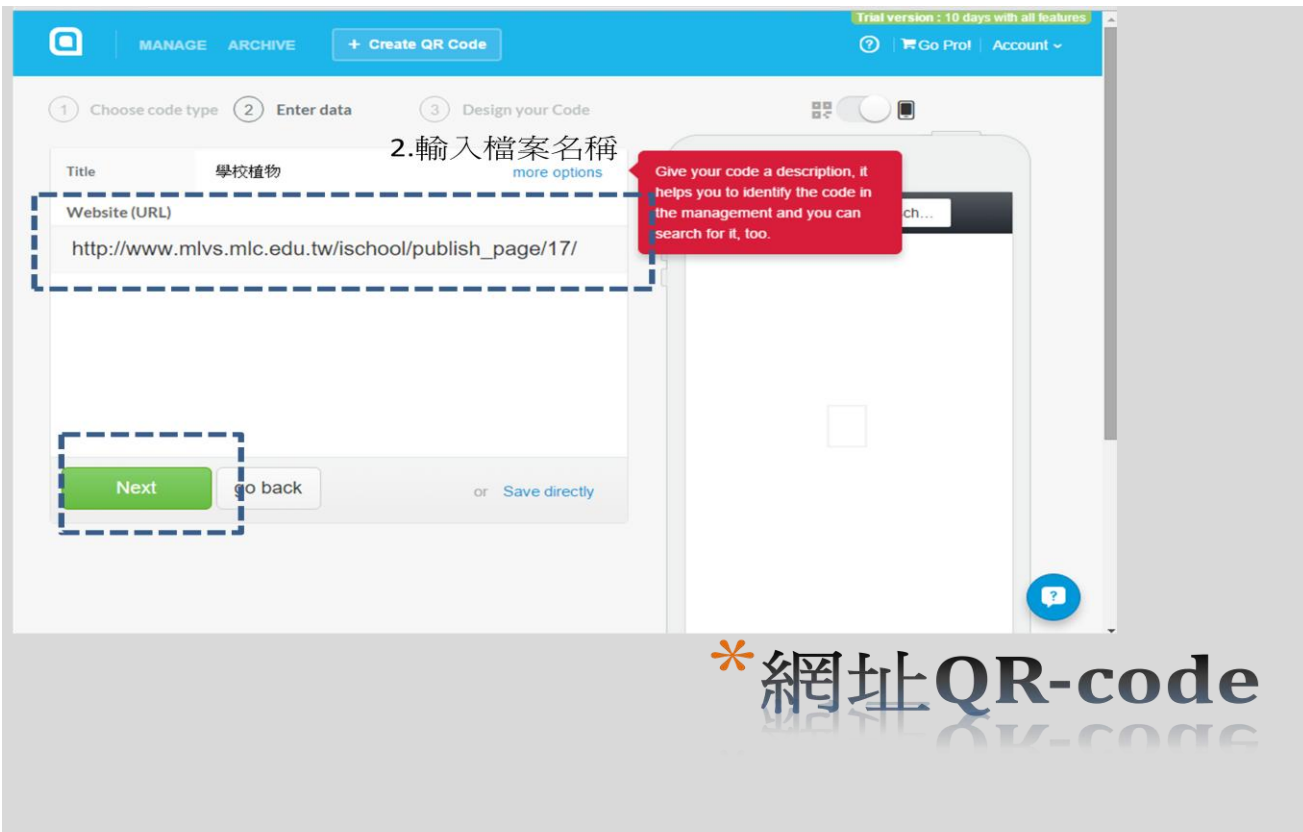 Trial version : 10 days with all features
MANAGE ARCHIVE + Create QR Code ? Go Pro! Account
1 Choose code type 2 Enter data 3 Design your Code
2.輸入檔案名稱
Title 學校植物 more options
Give your code a description, it
helps you to identify the code in
the management and you can
search for it, too.
ch...
Website (URL)
http://www.mlvs.mlc.edu.tw/ischool/publish_page/17/
Next go back or Save directly
?
*網址QR-code